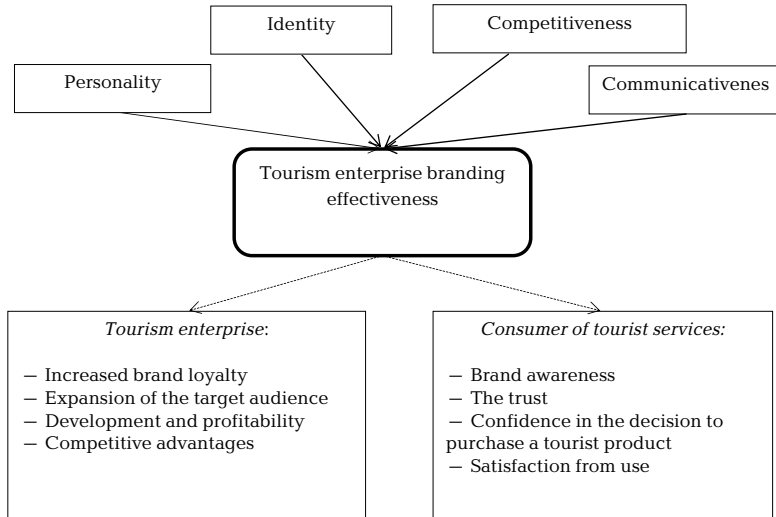 Identity
Competitiveness
Personality
Communicativenes
Tourism enterprise branding
effectiveness
Tourism enterprise:
— Increased brand loyalty
— Expansion of the target audience
— Development and profitability
— Competitive advantages
Consumer of tourist services:
— Brand awareness
— The trust
— Confidence in the decision to
purchase a tourist product
— Satisfaction from use